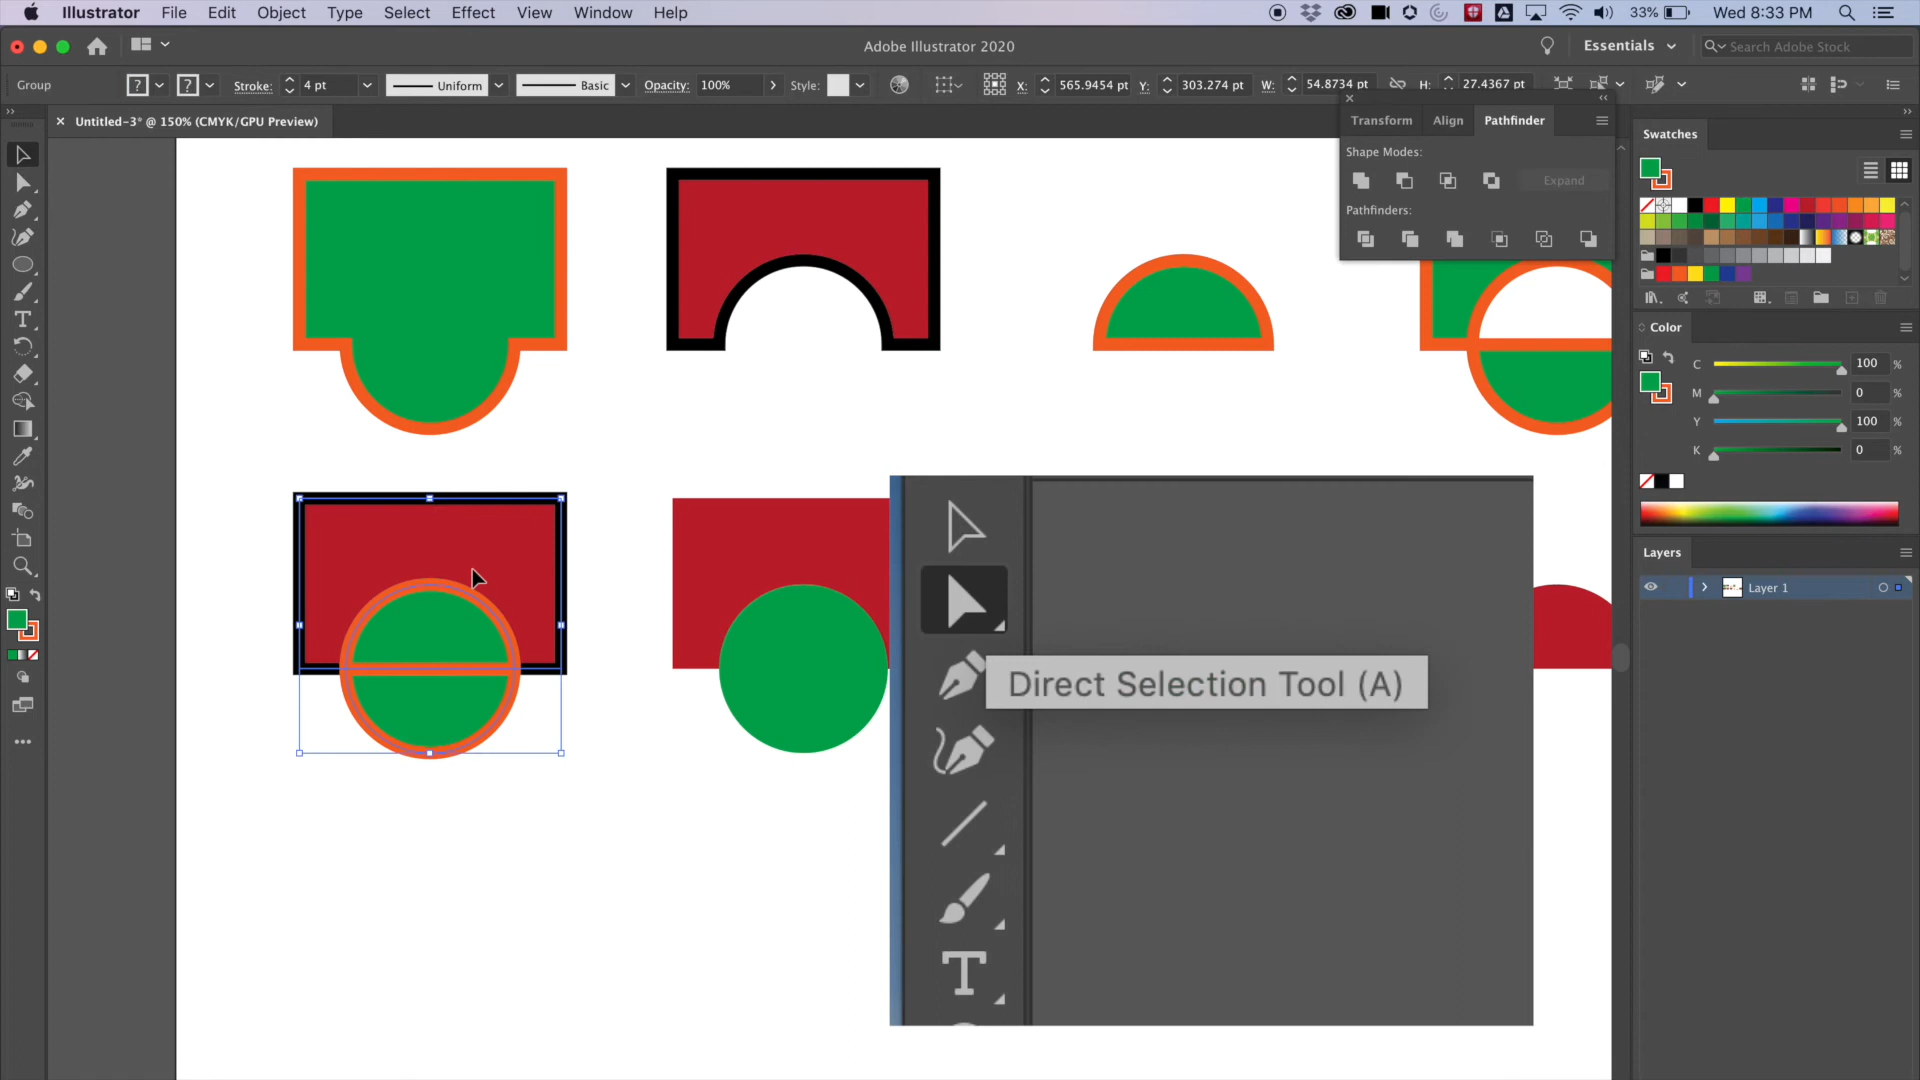 Illustrator File Edit Object Type Select Effect View Window Help 33% Wed 8:33 PM
Adobe Illustrator 2020 Essentials Search Adobe Stock
Group ? ? Stroke: 4 pt Uniform Basic Opacity: 100% Style: X: 565.9454 pt Y: 303.274 pt W: 54.8734 pt H: 27.4367 pt
Untitled-3* @ 150% (CMYK/GPU Preview)
Transform Align Pathfinder
Shape Modes:
Expand
Pathfinders:
Swatches
Color
C 100 %
M 0 %
Y 100 %
K 0 %
Layers
Layer 1
Direct Selection Tool (A)